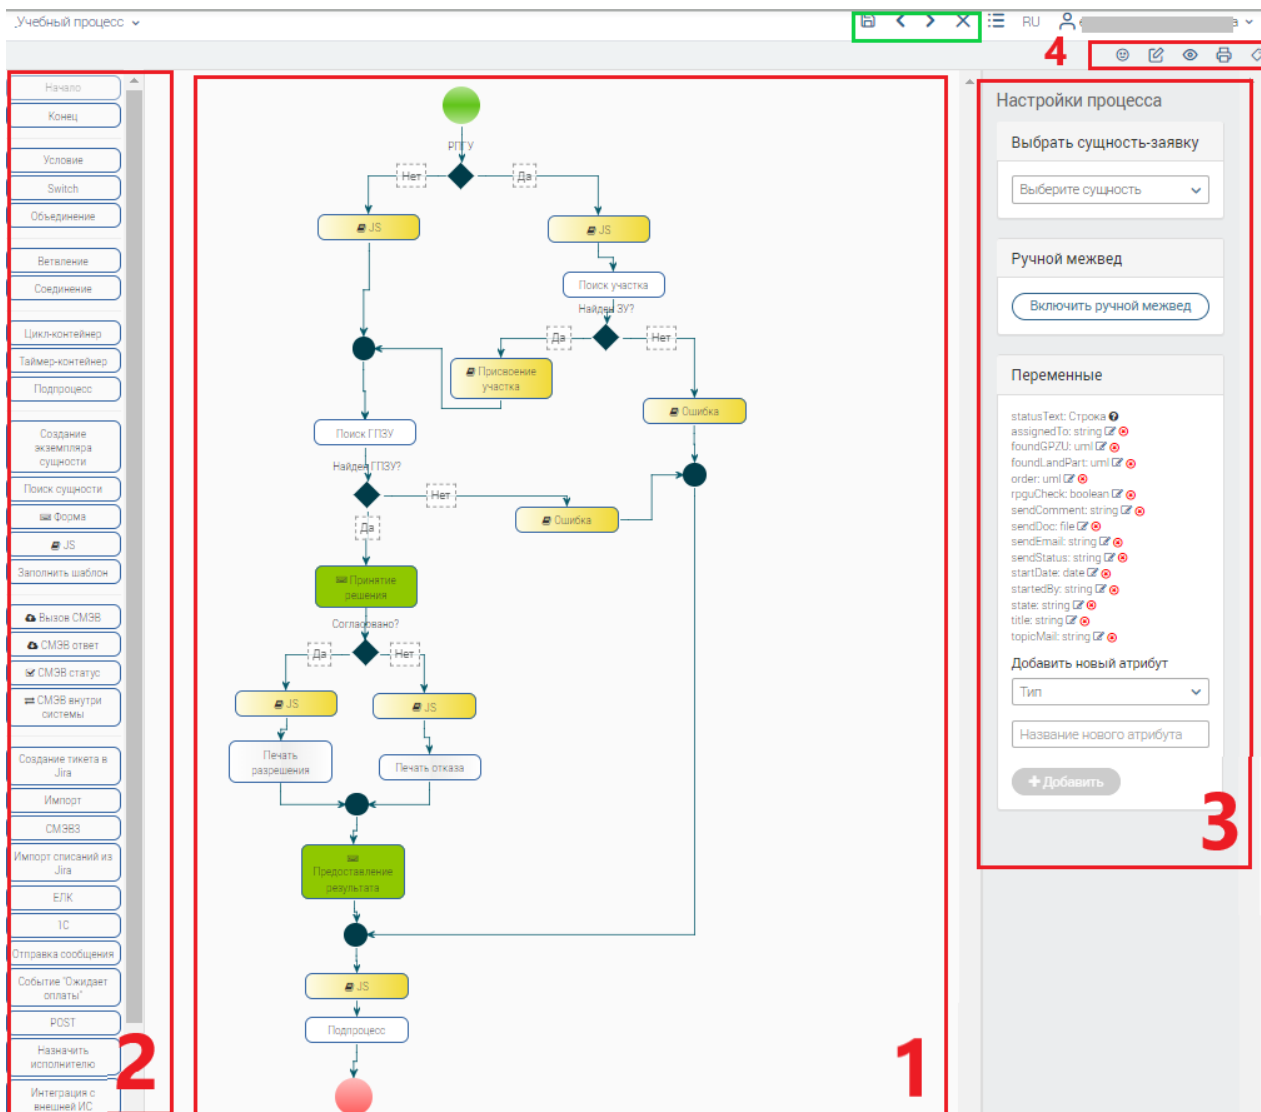 _Учебный процесс
RU
4
Начало
Конец
Условие
Switch
Объединение
Ветвление
Соединение
Цикл-контейнер
Таймер-контейнер
Подпроцесс
Создание
экземпляра
сущности
Поиск сущности
Форма
JS
Заполнить шаблон
Вызов СМЭВ
СМЭВ ответ
СМЭВ статус
СМЭВ внутри
системы
Создание тикета в
Jira
Импорт
СМЭВ3
Импорт списаний из
Jira
ЕЛК
1С
Отправка сообщения
Событие "Ожидает
оплаты"
POST
Назначить
исполнителю
Интеграция с
внешней ИС
2
РПГУ
Нет
Да
JS
JS
Поиск участка
Найден ЗУ?
Да
Нет
Присвоение
участка
Ошибка
Поиск ГПЗУ
Найден ГПЗУ?
Нет
Ошибка
Да
Принятие
решения
Согласовано?
Да
Нет
JS
JS
Печать
разрешения
Печать отказа
Предоставление
результата
JS
Подпроцесс
1
Настройки процесса
Выбрать сущность-заявку
Выберите сущность
Ручной межвед
Включить ручной межвед
Переменные
statusText: Строка
assignedTo: string
foundGPZU: uml
foundLandPart: uml
order: uml
rpguCheck: boolean
sendComment: string
sendDoc: file
sendEmail: string
sendStatus: string
startDate: date
startedBy: string
state: string
title: string
topicMail: string
Добавить новый атрибут
Тип
Название нового атрибута
+ Добавить
3